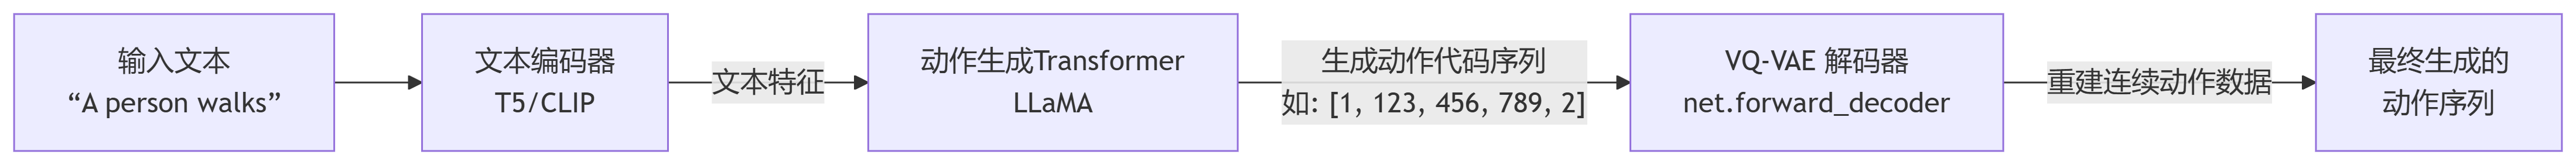 输入文本
“A person walks”
文本编码器
T5/CLIP
文本特征
动作生成Transformer
LLaMA
生成动作代码序列
如: [1, 123, 456, 789, 2]
VQ-VAE 解码器
net.forward_decoder
重建连续动作数据
最终生成的
动作序列